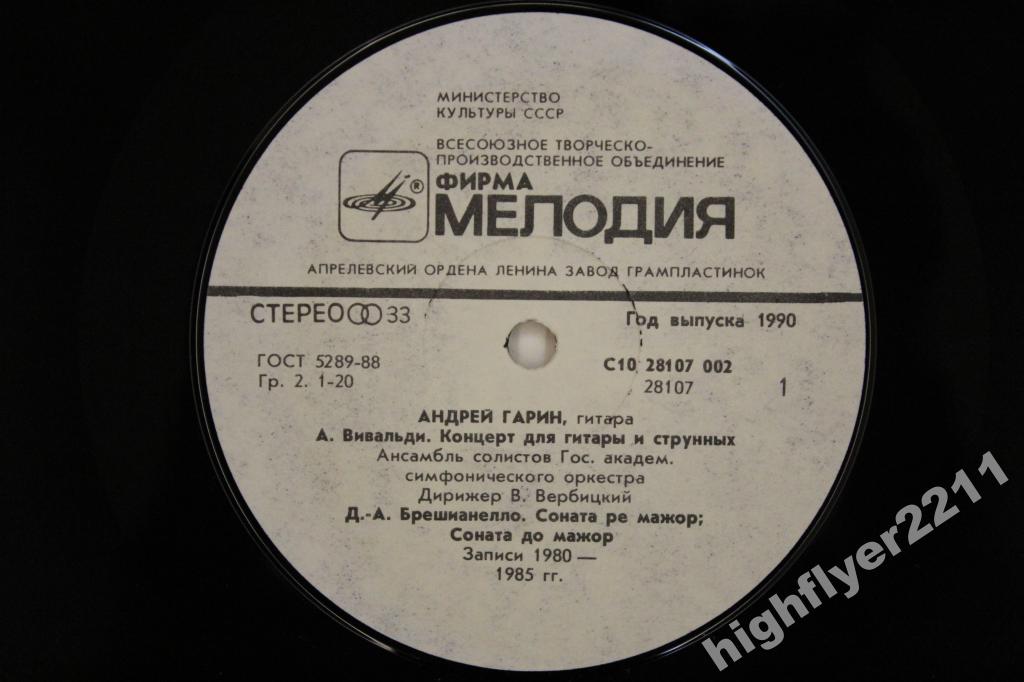 МИНИСТЕРСТВО
КУЛЬТУРЫ СССР
ВСЕСОЮЗНОЕ ТВОРЧЕСКО-
ПРОИЗВОДСТВЕННОЕ ОБЪЕДИНЕНИЕ
®
ФИРМА
МЕЛОДИЯ
АПРЕЛЕВСКИЙ ОРДЕНА ЛЕНИНА ЗАВОД ГРАМПЛАСТИНОК
СТЕРЕО 33
Год выпуска 1990
ГОСТ 5289-88
Гр. 2. 1-20
С10 28107 002
28107 1
АНДРЕЙ ГАРИН, гитара
А. Вивальди. Концерт для гитары и струнных
Ансамбль солистов Гос. академ.
симфонического оркестра
Дирижер В. Вербицкий
Д.-А. Брешианелло. Соната ре мажор;
Соната до мажор
Записи 1980 —
1985 гг.
highflyer2211